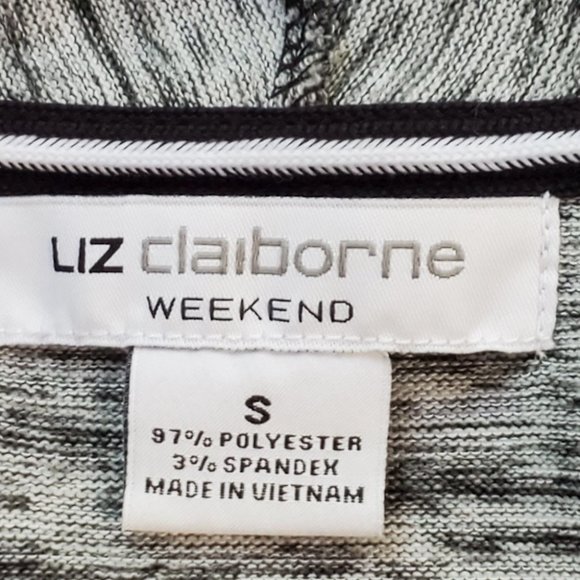 LIZ claiborne
WEEKEND
S
97% POLYESTER
3% SPANDEX
MADE IN VIETNAM